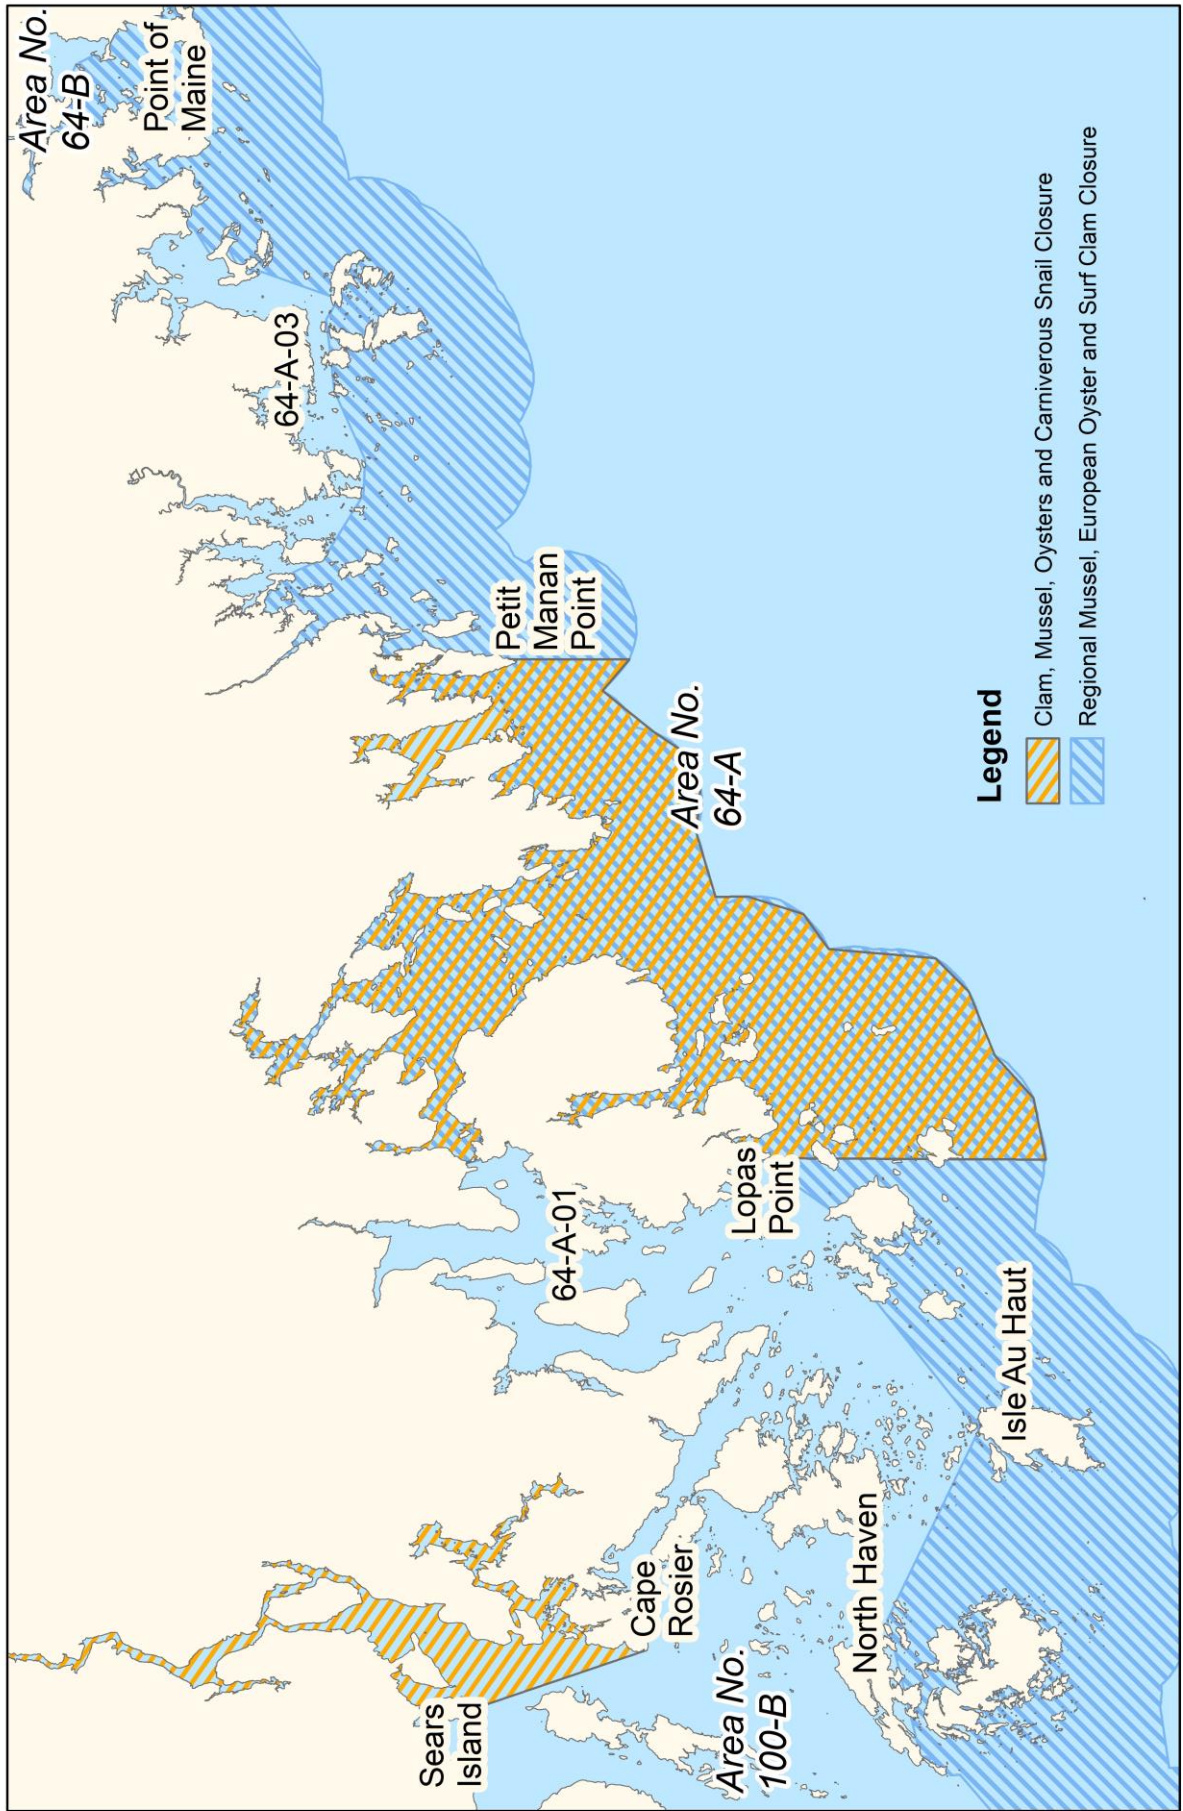 Area No.
64-B
Point of
Maine
64-A-03
Petit
Manan
Point
Area No.
64-A
64-A-01
Lopas
Point
Isle Au Haut
Cape
Rosier
North Haven
Sears
Island
Area No.
100-B
Legend
Clam, Mussel, Oysters and Carniverous Snail Closure
Regional Mussel, European Oyster and Surf Clam Closure